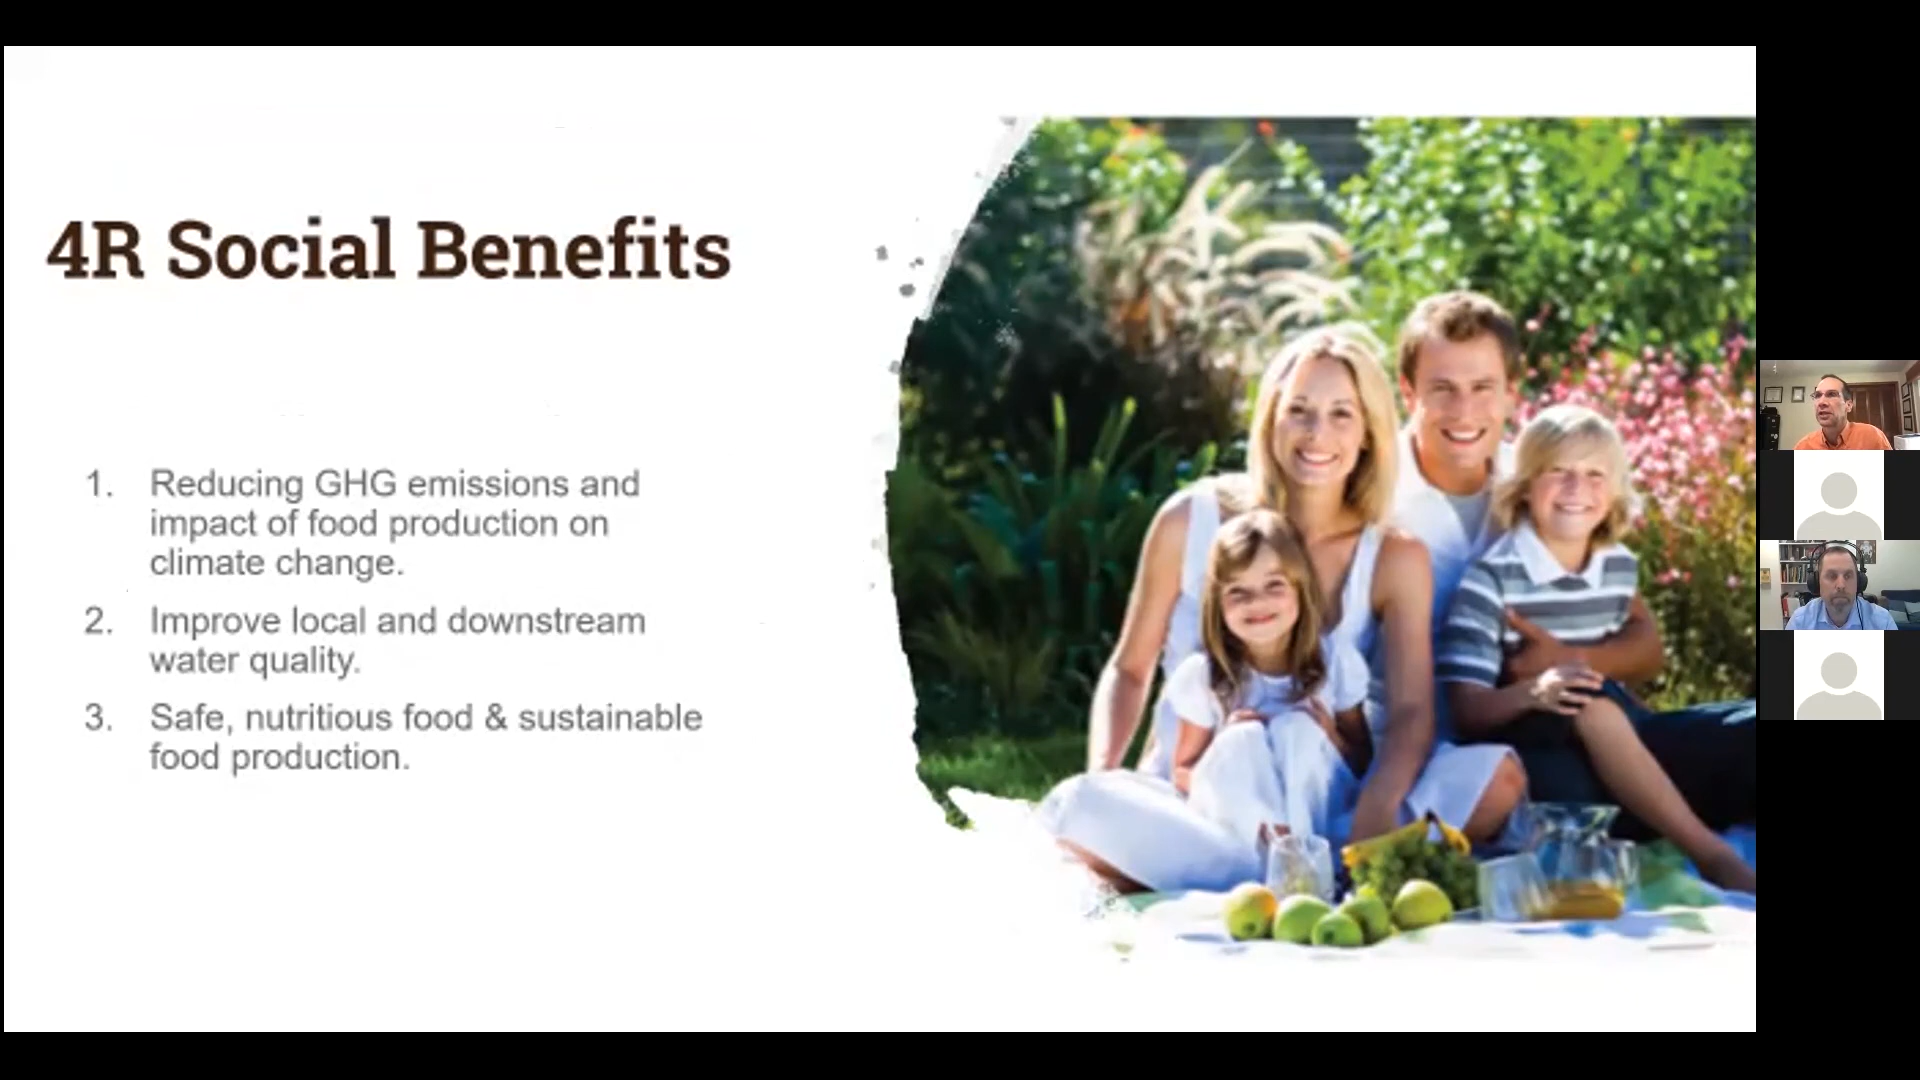 4R Social Benefits
1. Reducing GHG emissions and
impact of food production on
climate change.
2. Improve local and downstream
water quality.
3. Safe, nutritious food & sustainable
food production.